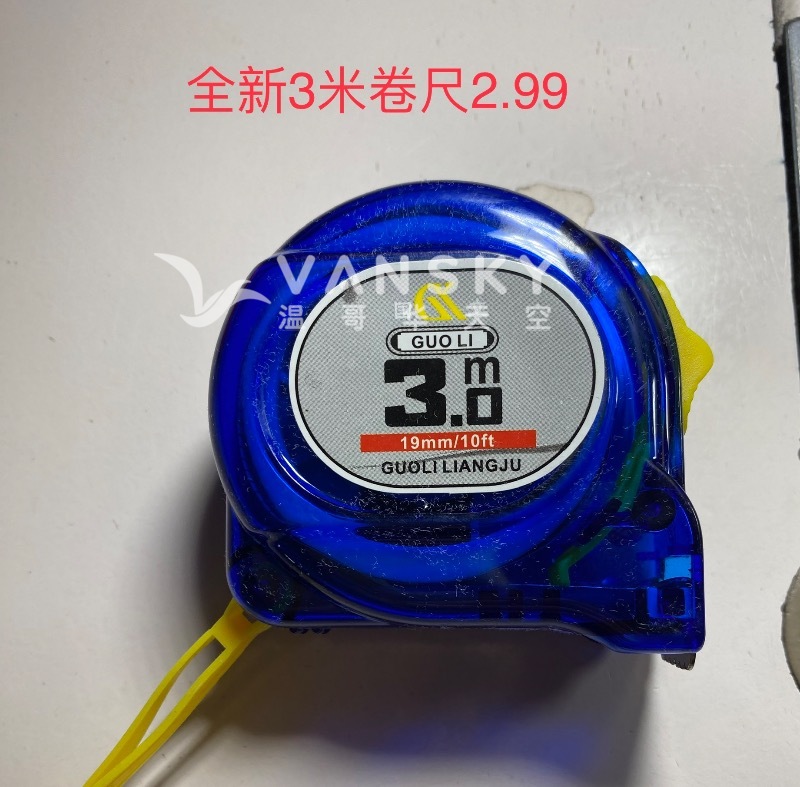 全新3米卷尺2.99
VANSKY
温哥华天空
GUO LI
3.0m
19mm/10ft
GUOLI LIANGJU